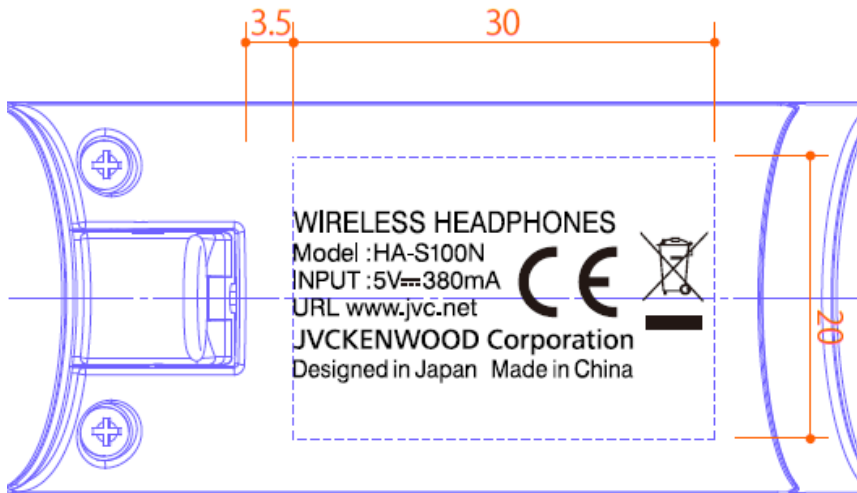 3.5 30
WIRELESS HEADPHONES
Model :HA-S100N
INPUT :5V⎓380mA
URL www.jvc.net
CE
JVCKENWOOD Corporation
Designed in Japan Made in China
20